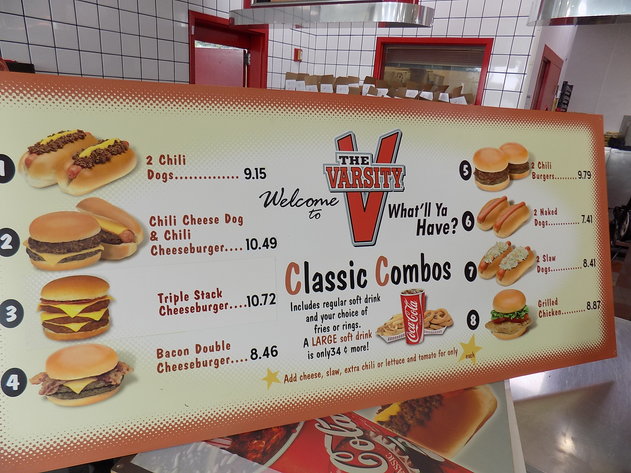 1
2 Chili
Dogs.............. 9.15
2
Chili Cheese Dog
& Chili
Cheeseburger.... 10.49
3
Triple Stack
Cheeseburger....10.72
4
Bacon Double
Cheeseburger..... 8.46
THE
VARSITY
V
Welcome
to
What'll Ya
Have?
Classic Combos
Includes regular soft drink
and your choice of
fries or rings.
A LARGE soft drink
is only34 ¢ more!
Coca-Cola
Add cheese, slaw, extra chili or lettuce and tomato for only
each
5
2 Chili
Burgers........ 9.79
6
2 Naked
Dogs........... 7.41
7
2 Slaw
Dogs........... 8.41
8
Grilled
Chicken......... 8.87